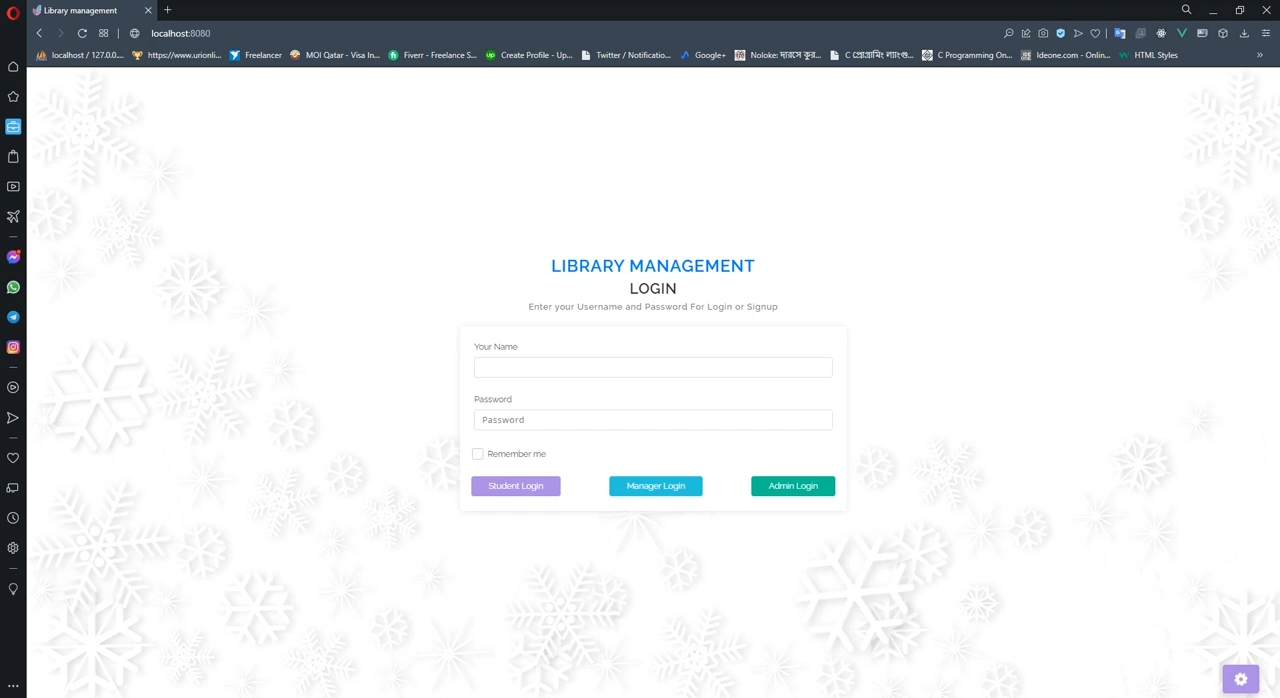 Library management
localhost:8080
localhost / 127.0.0.... https://www.urionli... Freelancer MOI Qatar - Visa In... Fiverr - Freelance S... Create Profile - Up... Twitter / Notificatio... Google+ Noloke: দারসে কুর... C প্রোগ্রামিং ল্যাংগু... C Programming On... Ideone.com - Onlin... HTML Styles
LIBRARY MANAGEMENT
LOGIN
Enter your Username and Password For Login or Signup
Your Name
Password
Password
Remember me
Student Login Manager Login Admin Login